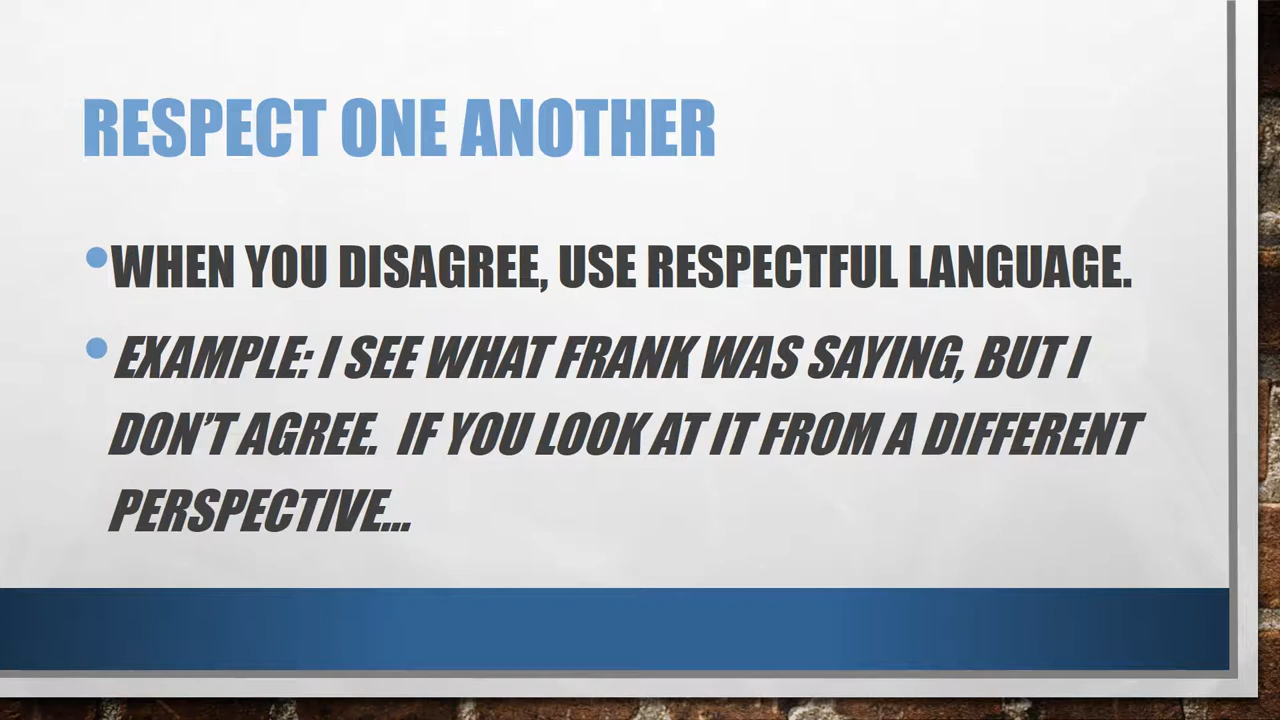 RESPECT ONE ANOTHER
•WHEN YOU DISAGREE, USE RESPECTFUL LANGUAGE.
• EXAMPLE: I SEE WHAT FRANK WAS SAYING, BUT I
DON’T AGREE.  IF YOU LOOK AT IT FROM A DIFFERENT
PERSPECTIVE…